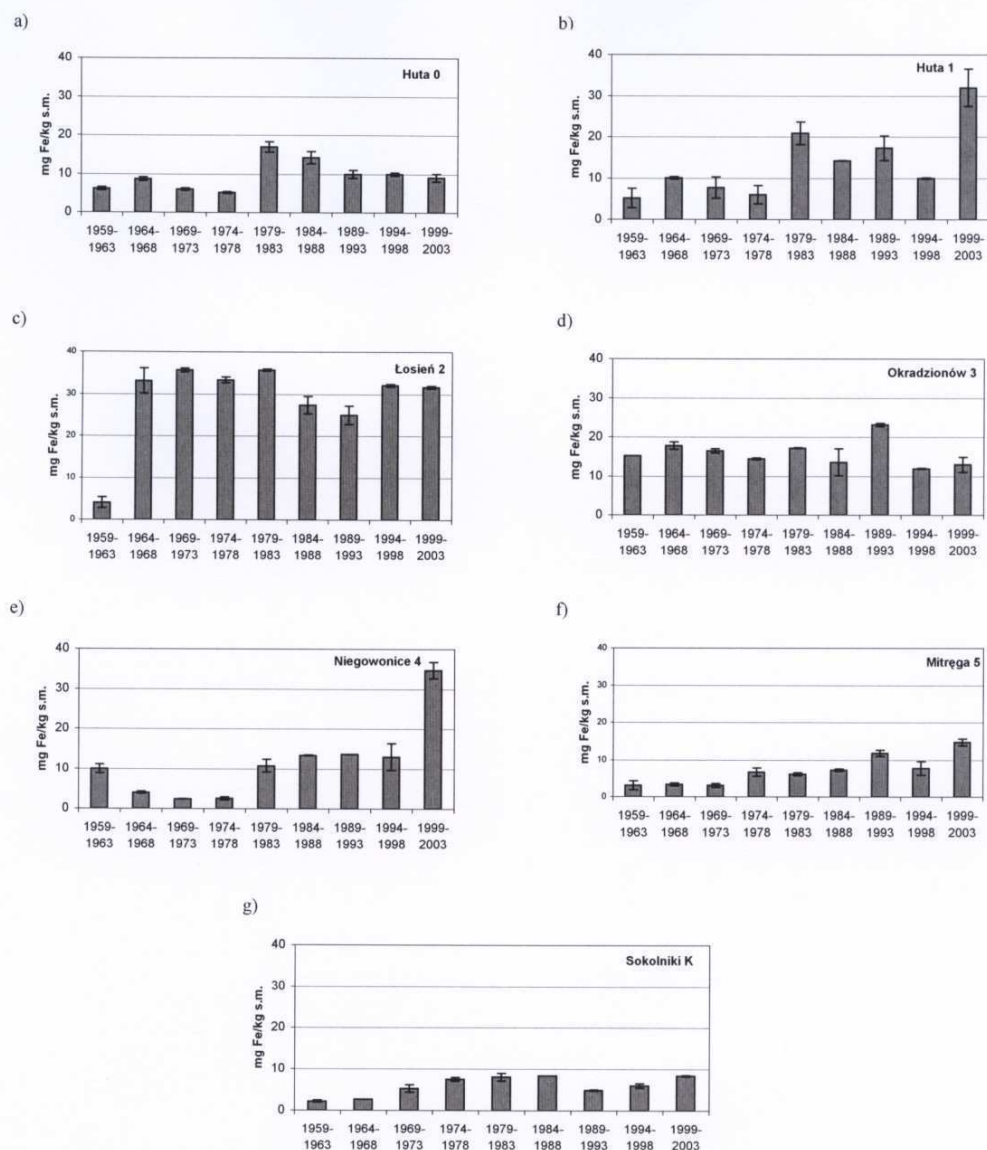 a)
Huta 0
mg Fe/kg s.m.
40
30
20
10
0
1959- 1964- 1969- 1974- 1979- 1984- 1989- 1994- 1999-
1963 1968 1973 1978 1983 1988 1993 1998 2003
b)
Huta 1
mg Fe/kg s.m.
40
30
20
10
0
1959- 1964- 1969- 1974- 1979- 1984- 1989- 1994- 1999-
1963 1968 1973 1978 1983 1988 1993 1998 2003
c)
Łosień 2
mg Fe/kg s.m.
40
30
20
10
0
1959- 1964- 1969- 1974- 1979- 1984- 1989- 1994- 1999-
1963 1968 1973 1978 1983 1988 1993 1998 2003
d)
Okradzionów 3
mg Fe/kg s.m.
40
30
20
10
0
1959- 1964- 1969- 1974- 1979- 1984- 1989- 1994- 1999-
1963 1968 1973 1978 1983 1988 1993 1998 2003
e)
Niegowonice 4
mg Fe/kg s.m.
40
30
20
10
0
1959- 1964- 1969- 1974- 1979- 1984- 1989- 1994- 1999-
1963 1968 1973 1978 1983 1988 1993 1998 2003
f)
Mitręga 5
mg Fe/kg s.m.
40
30
20
10
0
1959- 1964- 1969- 1974- 1979- 1984- 1989- 1994- 1999-
1963 1968 1973 1978 1983 1988 1993 1998 2003
g)
Sokolniki K
mg Fe/kg s.m.
40
30
20
10
0
1959- 1964- 1969- 1974- 1979- 1984- 1989- 1994- 1999-
1963 1968 1973 1978 1983 1988 1993 1998 2003